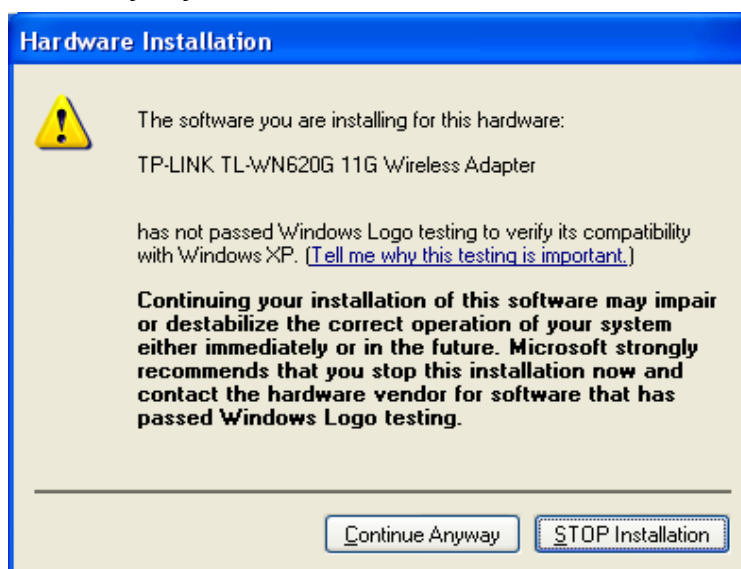 Hardware Installation
The software you are installing for this hardware:
TP-LINK TL-WN620G 11G Wireless Adapter
has not passed Windows Logo testing to verify its compatibility
with Windows XP. (Tell me why this testing is important.)
Continuing your installation of this software may impair
or destabilize the correct operation of your system
either immediately or in the future. Microsoft strongly
recommends that you stop this installation now and
contact the hardware vendor for software that has
passed Windows Logo testing.
Continue Anyway STOP Installation